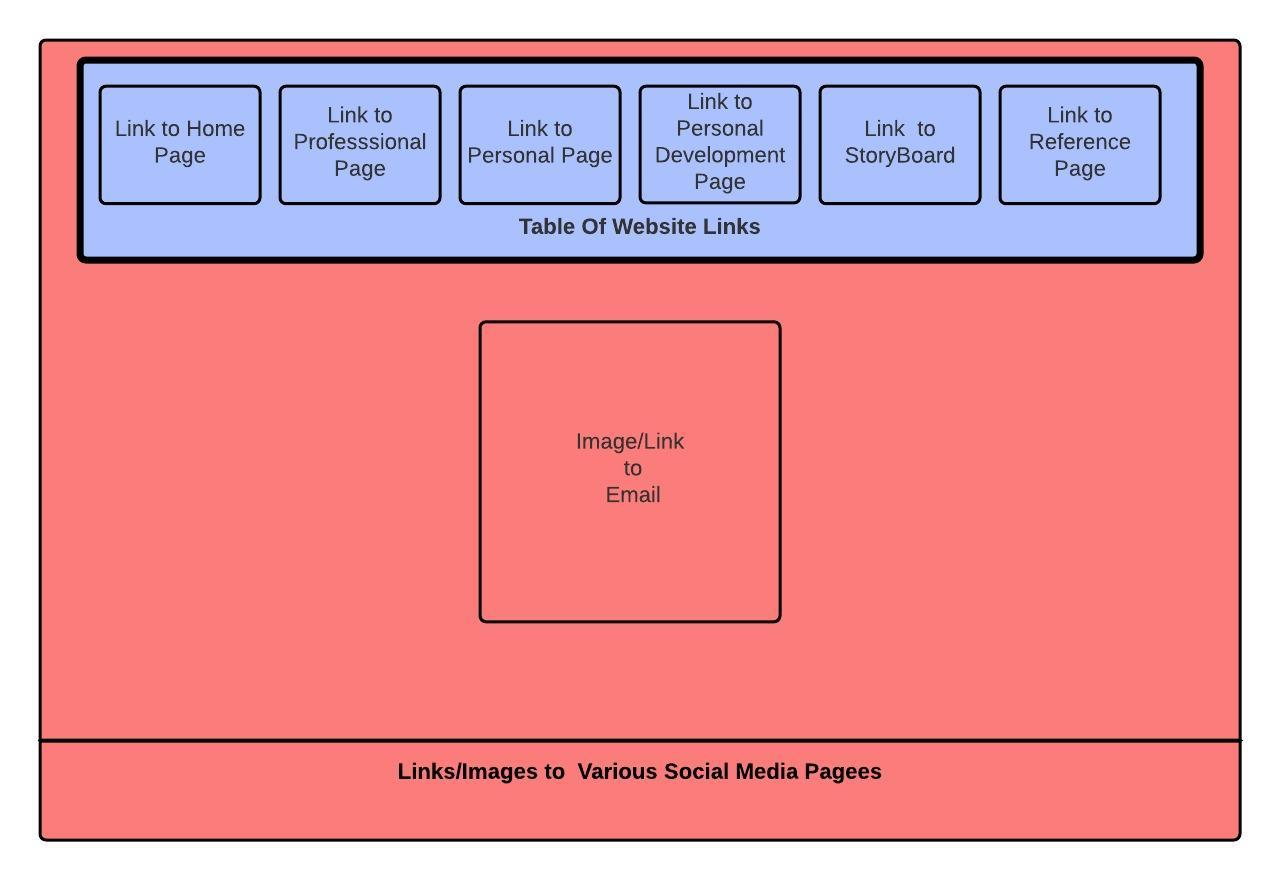 Link to Home
Page
Link to
Professsional
Page
Link to
Personal Page
Link to
Personal
Development
Page
Link  to
StoryBoard
Link to
Reference
Page
Table Of Website Links
Image/Link
to
Email
Links/Images to  Various Social Media Pagees